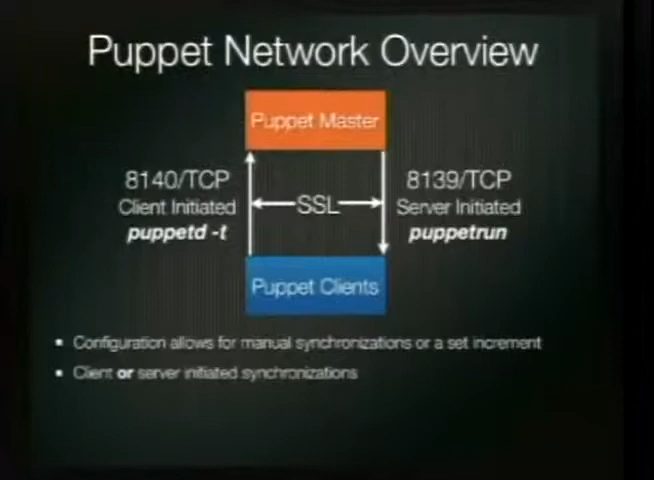 Puppet Network Overview
Puppet Master
8140/TCP
Client Initiated
puppetd -t
SSL
8139/TCP
Server Initiated
puppetrun
Puppet Clients
▪ Configuration allows for manual synchronizations or a set increment
▪ Client or server initiated synchronizations